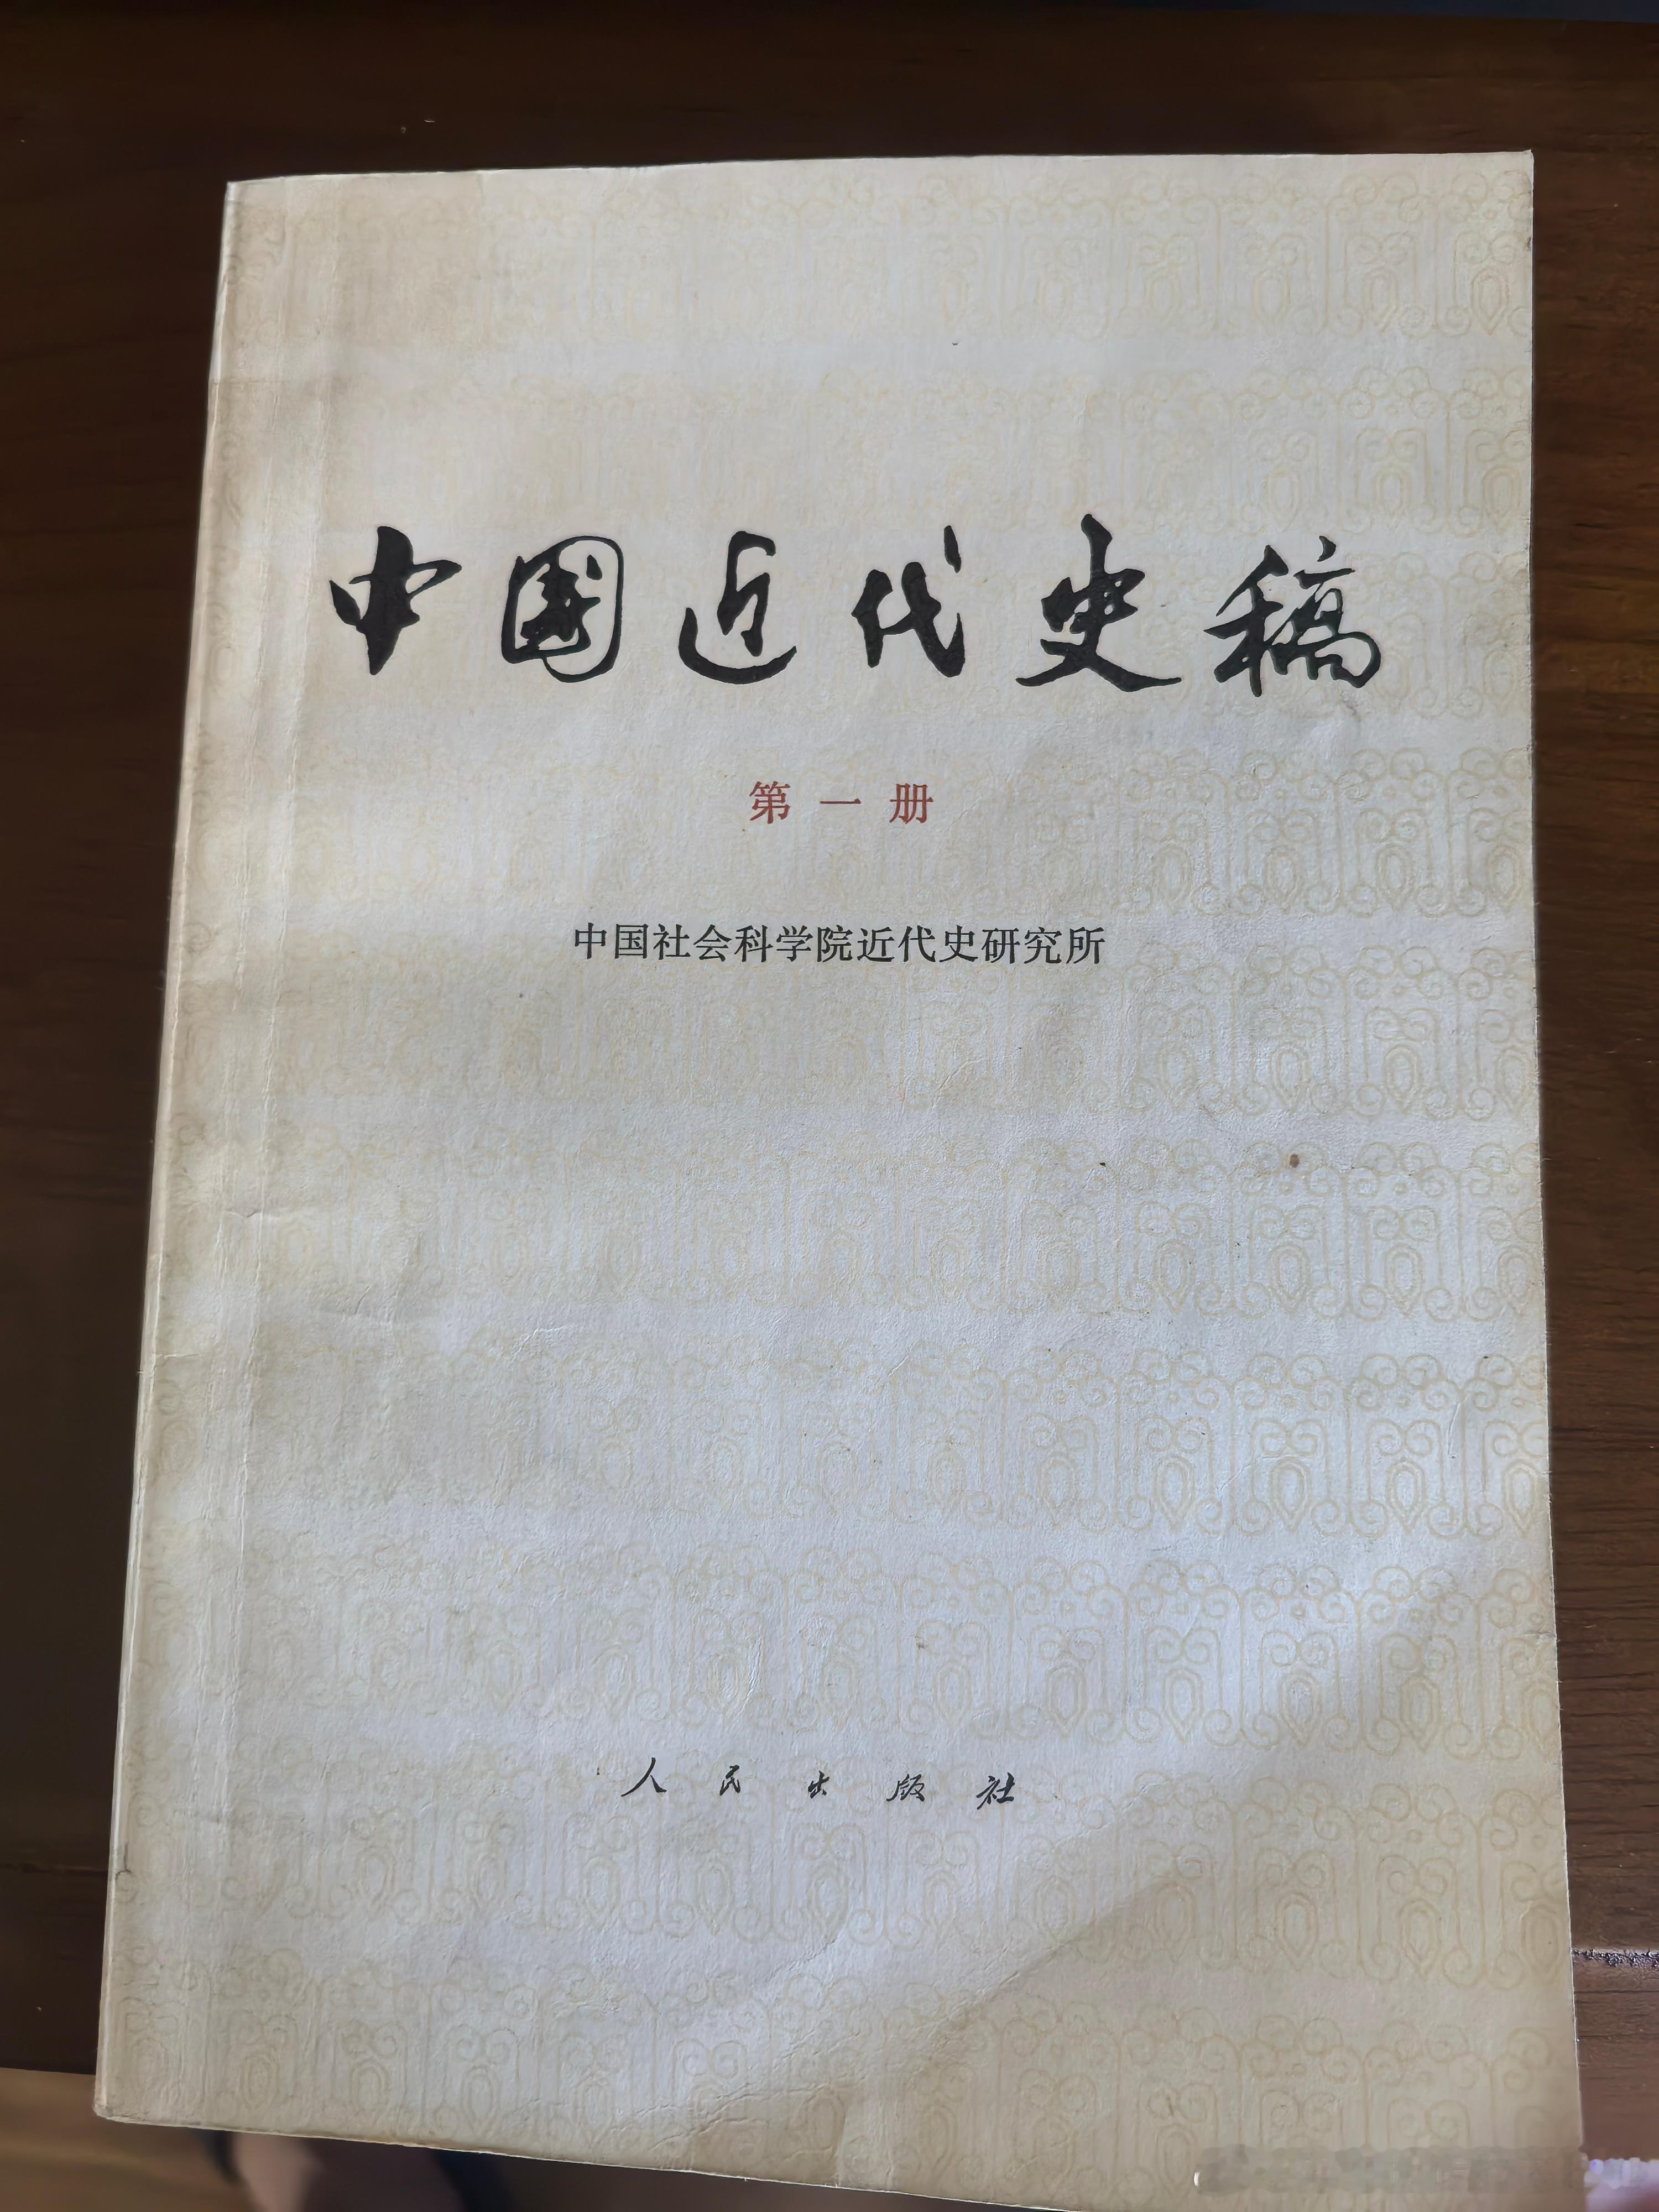 中国近代史稿
第一册
中国社会科学院近代史研究所
人民出版社